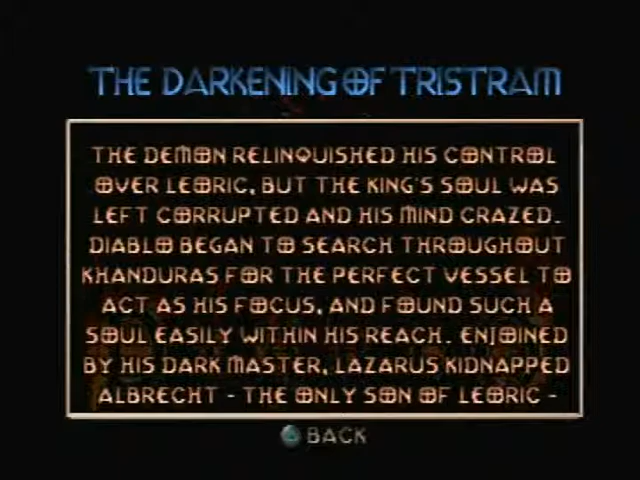 THE DARKENING OF TRISTRAM
THE DEMON RELINQUISHED HIS CONTROL
OVER LEORIC, BUT THE KING'S SOUL WAS
LEFT CORRUPTED AND HIS MIND CRAZED.
DIABLO BEGAN TO SEARCH THROUGHOUT
KHANDURAS FOR THE PERFECT VESSEL TO
ACT AS HIS FOCUS, AND FOUND SUCH A
SOUL EASILY WITHIN HIS REACH. ENJOINED
BY HIS DARK MASTER, LAZARUS KIDNAPPED
ALBRECHT - THE ONLY SON OF LEORIC -
BACK